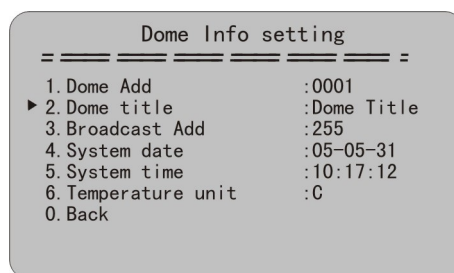 Dome Info setting
1. Dome Add :0001
▶ 2. Dome title :Dome Title
3. Broadcast Add :255
4. System date :05-05-31
5. System time :10:17:12
6. Temperature unit :C
0. Back